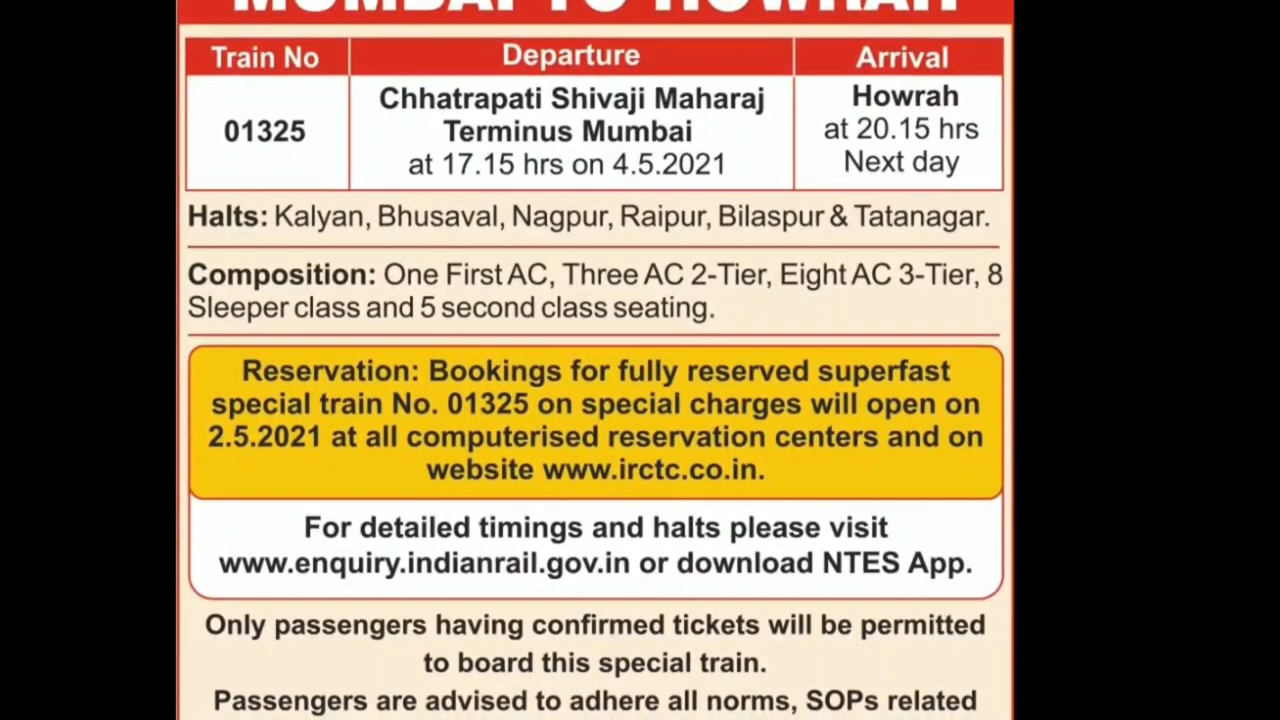 MUMBAI TO HOWRAH
Train No
Departure
Arrival
01325
Chhatrapati Shivaji Maharaj
Terminus Mumbai
at 17.15 hrs on 4.5.2021
Howrah
at 20.15 hrs
Next day
Halts: Kalyan, Bhusaval, Nagpur, Raipur, Bilaspur & Tatanagar.
Composition: One First AC, Three AC 2-Tier, Eight AC 3-Tier, 8
Sleeper class and 5 second class seating.
Reservation: Bookings for fully reserved superfast
special train No. 01325 on special charges will open on
2.5.2021 at all computerised reservation centers and on
website www.irctc.co.in.
For detailed timings and halts please visit
www.enquiry.indianrail.gov.in or download NTES App.
Only passengers having confirmed tickets will be permitted
to board this special train.
Passengers are advised to adhere all norms, SOPs related